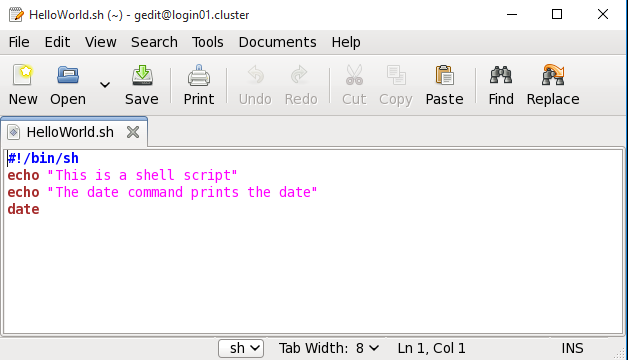 HelloWorld.sh (~) - gedit@login01.cluster
File Edit View Search Tools Documents Help
New Open Save Print Undo Redo Cut Copy Paste Find Replace
HelloWorld.sh
#!/bin/sh
echo "This is a shell script"
echo "The date command prints the date"
date
sh Tab Width: 8 Ln 1, Col 1 INS